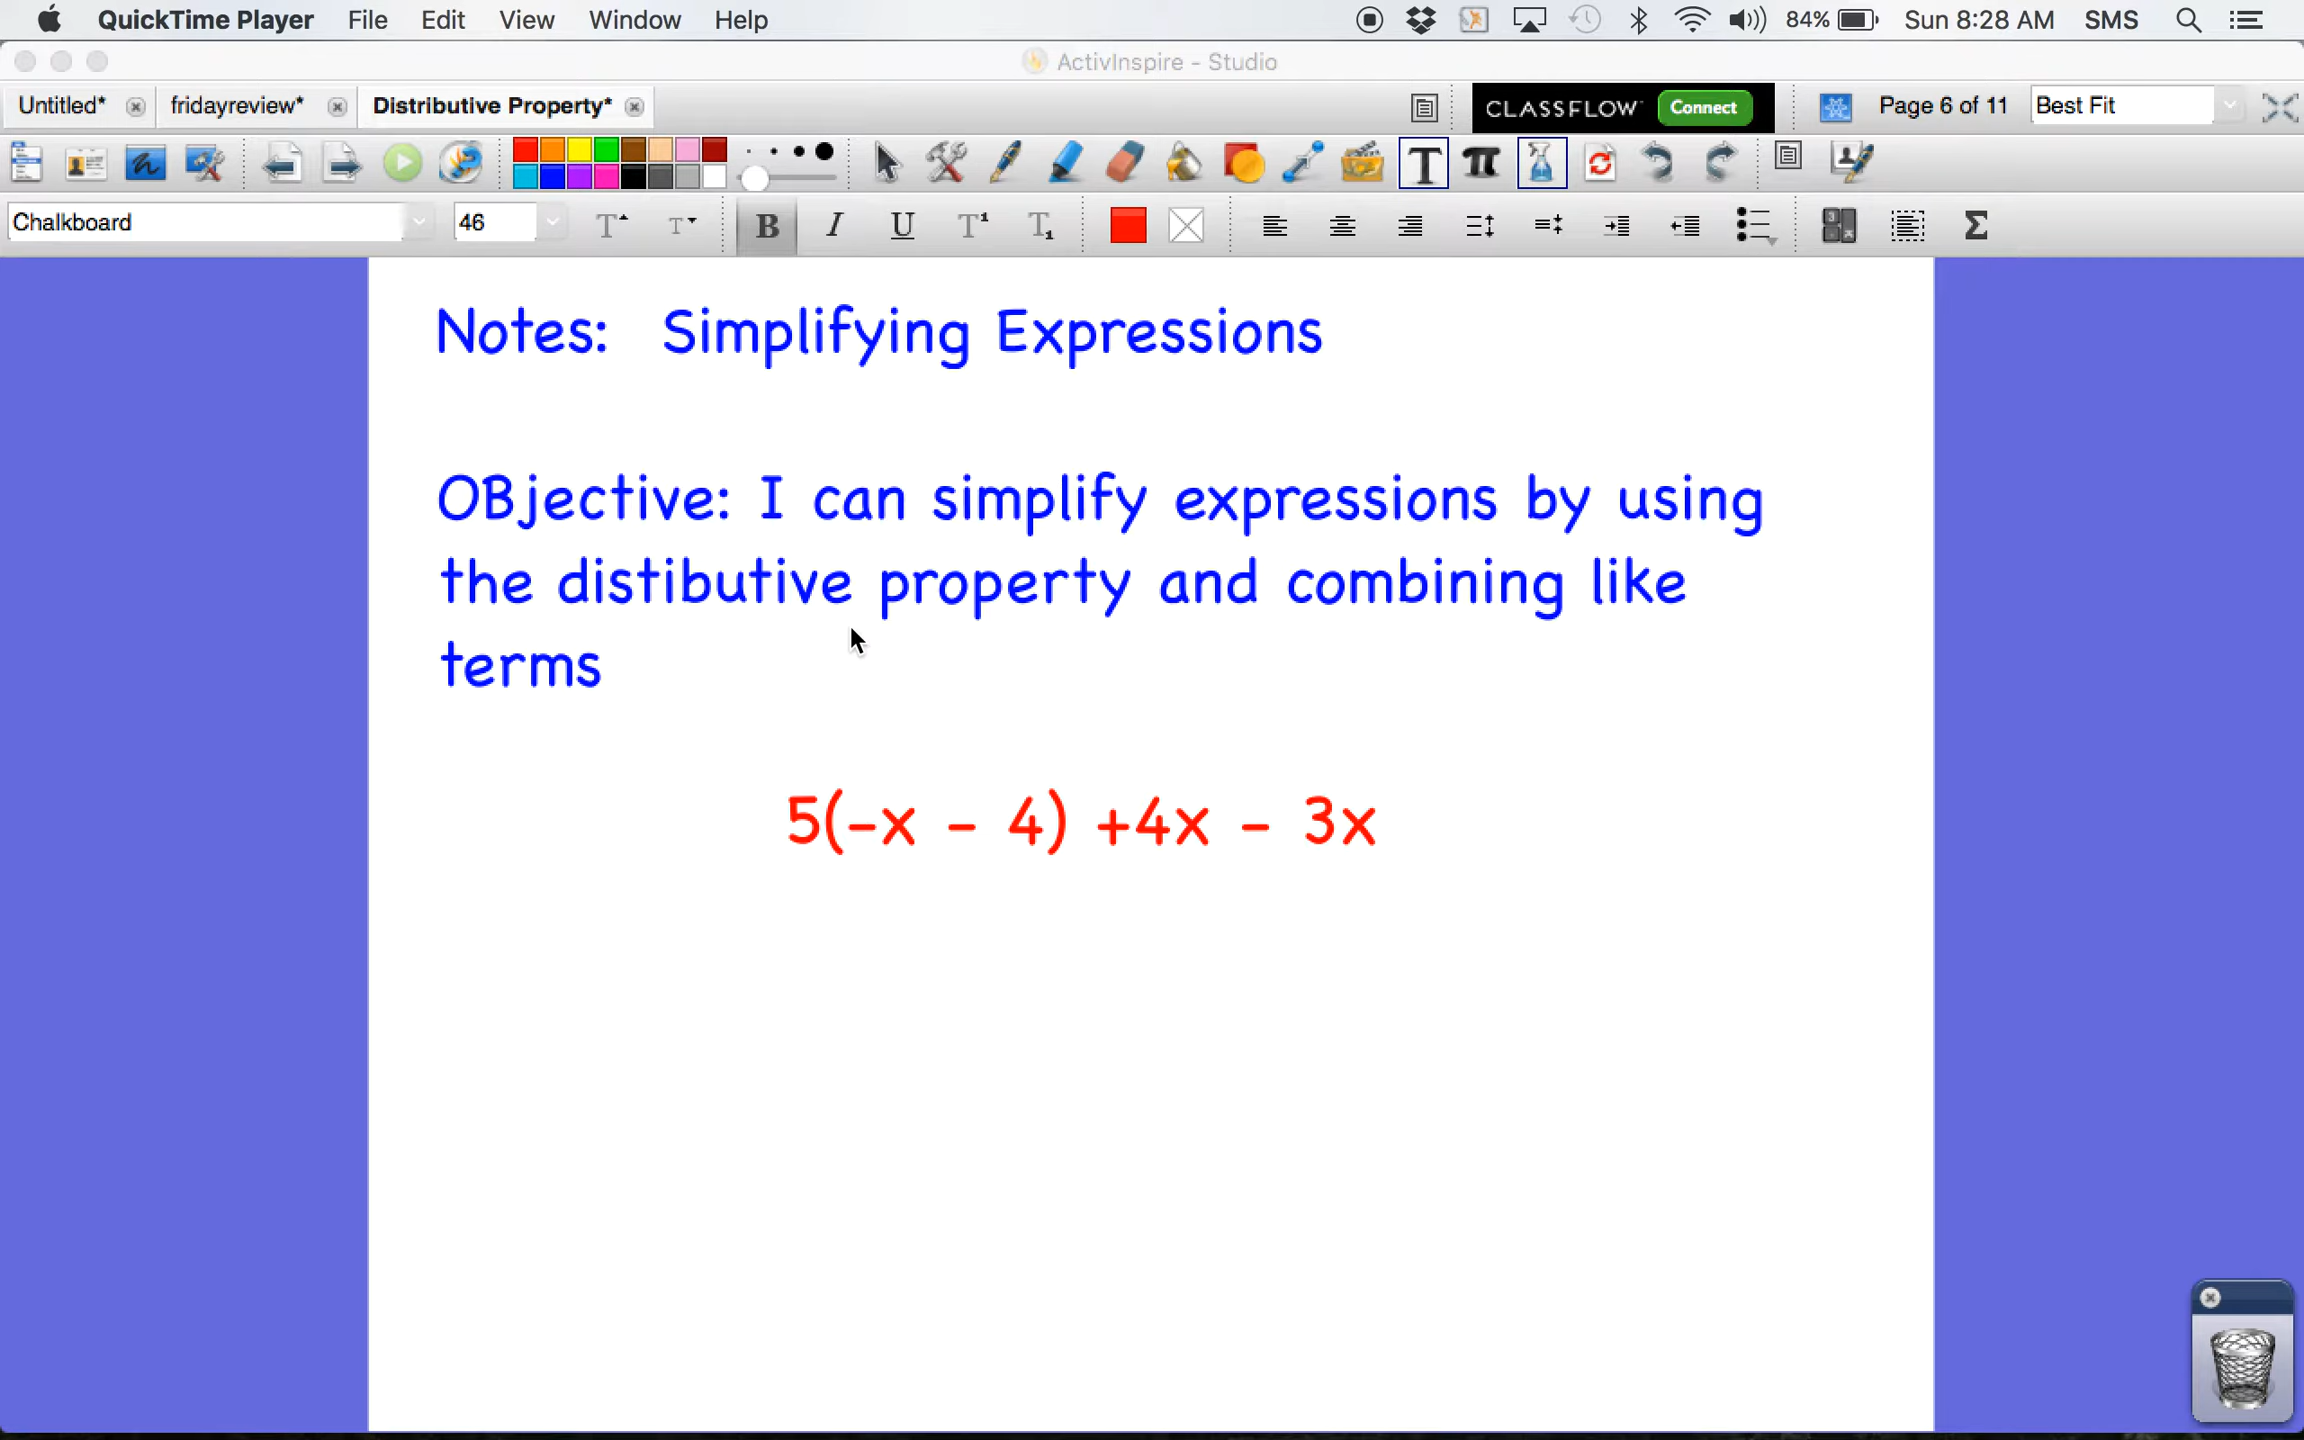 QuickTime Player File Edit View Window Help 84% Sun 8:28 AM SMS
ActivInspire - Studio
Untitled* fridayreview* Distributive Property* CLASSFLOW Connect Page 6 of 11 Best Fit
Chalkboard 46 B I U
Notes: Simplifying Expressions
OBjective: I can simplify expressions by using
the distibutive property and combining like
terms
5(-x - 4) +4x - 3x